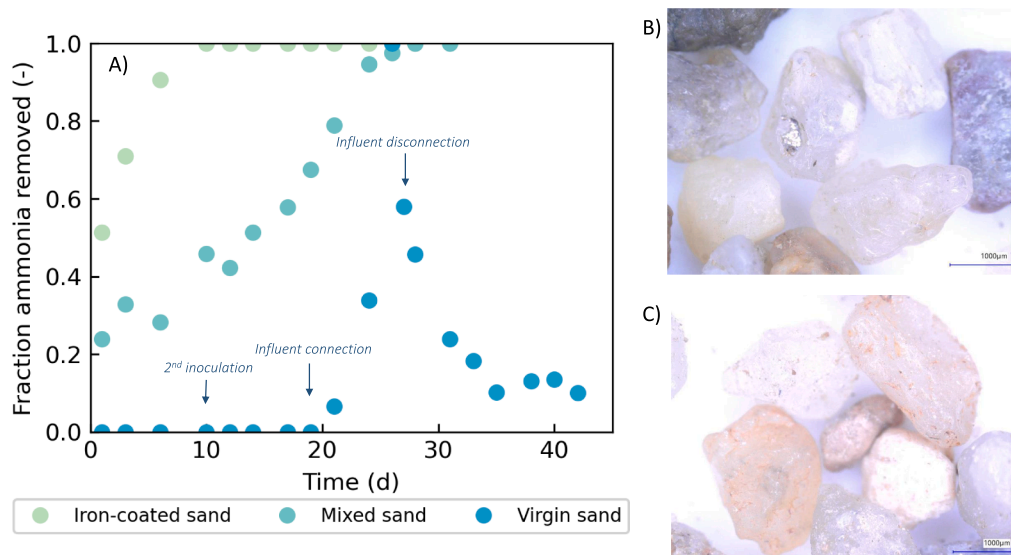 A)
Fraction ammonia removed (-)
1.0
0.8
0.6
0.4
0.2
0.0
Influent disconnection
Influent connection
2nd inoculation
0
10
20
30
40
Time (d)
Iron-coated sand
Mixed sand
Virgin sand
B)
1000µm
C)
1000µm